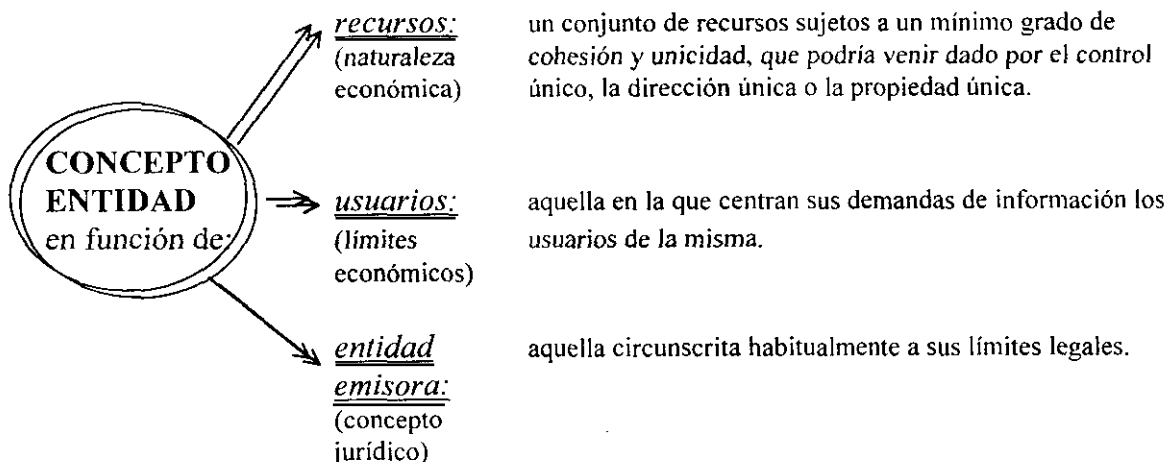 CONCEPTO
ENTIDAD
en función de:
recursos:
(naturaleza
económica)
un conjunto de recursos sujetos a un mínimo grado de
cohesión y unicidad, que podría venir dado por el control
único, la dirección única o la propiedad única.
usuarios:
(límites
económicos)
aquella en la que centran sus demandas de información los
usuarios de la misma.
entidad
emisora:
(concepto
jurídico)
aquella circunscrita habitualmente a sus límites legales.